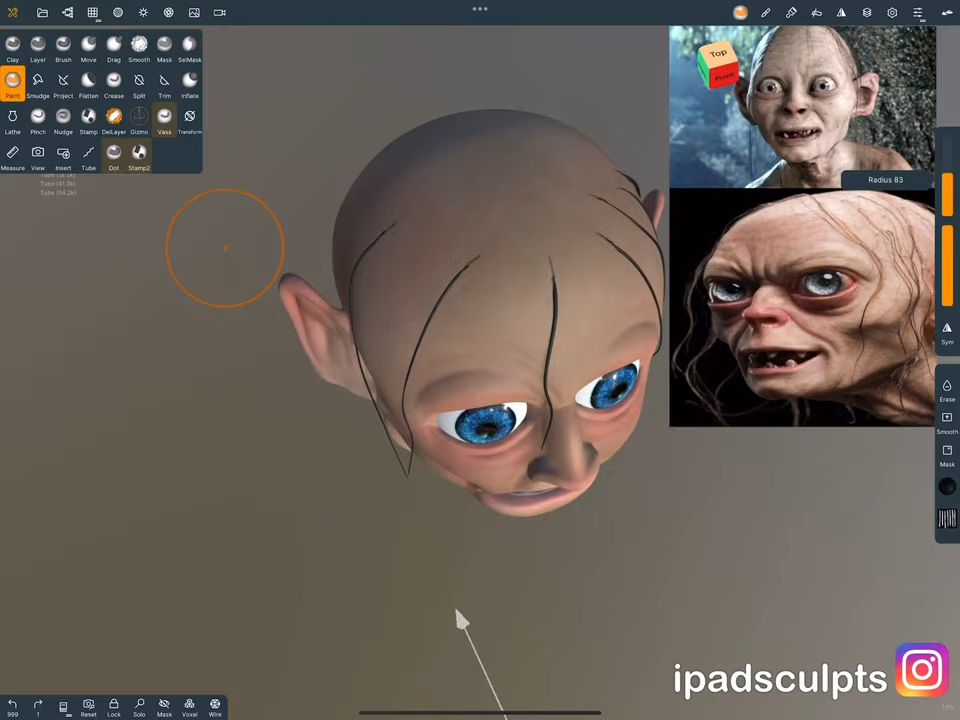 Clay Layer Brush Move Drag Smooth Mask SelMask
Paint Smudge Project Flatten Crease Split Trim Inflate
Lathe Pinch Nudge Stamp DeLayer Gizmo Vass Transform
Measure View Insert Tube Dot Stamp2
Tube (41.3k)
Tube (54.2k)
Top
Front
Radius 83
Sym
Erase
Smooth
Mask
ipadsculpts
999 1 Reset Lock Solo Mask Voxel Wire